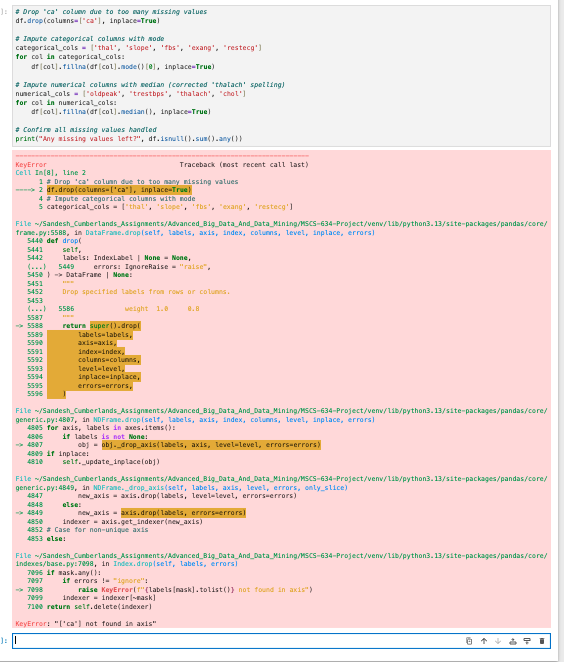 ]:
# Drop 'ca' column due to too many missing values
df.drop(columns=['ca'], inplace=True)
# Impute categorical columns with mode
categorical_cols = ['thal', 'slope', 'fbs', 'exang', 'restecg']
for col in categorical_cols:
df[col].fillna(df[col].mode()[0], inplace=True)
# Impute numerical columns with median (corrected 'thalach' spelling)
numerical_cols = ['oldpeak', 'trestbps', 'thalach', 'chol']
for col in numerical_cols:
df[col].fillna(df[col].median(), inplace=True)
# Confirm all missing values handled
print("Any missing values left?", df.isnull().sum().any())
---------------------------------------------------------------------------
KeyError Traceback (most recent call last)
Cell In[8], line 2
1 # Drop 'ca' column due to too many missing values
----> 2 df.drop(columns=['ca'], inplace=True)
4 # Impute categorical columns with mode
5 categorical_cols = ['thal', 'slope', 'fbs', 'exang', 'restecg']
File ~/Sandesh_Cumberlands_Assignments/Advanced_Big_Data_And_Data_Mining/MSCS-634-Project/venv/lib/python3.13/site-packages/pandas/core/
frame.py:5588, in DataFrame.drop(self, labels, axis, index, columns, level, inplace, errors)
5440 def drop(
5441 self,
5442 labels: IndexLabel | None = None,
(...) 5449 errors: IgnoreRaise = "raise",
5450 ) -> DataFrame | None:
5451 """
5452 Drop specified labels from rows or columns.
5453
(...) 5586 weight 1.0 0.8
5587 """
-> 5588 return super().drop(
5589 labels=labels,
5590 axis=axis,
5591 index=index,
5592 columns=columns,
5593 level=level,
5594 inplace=inplace,
5595 errors=errors,
5596 )
File ~/Sandesh_Cumberlands_Assignments/Advanced_Big_Data_And_Data_Mining/MSCS-634-Project/venv/lib/python3.13/site-packages/pandas/core/
generic.py:4807, in NDFrame.drop(self, labels, axis, index, columns, level, inplace, errors)
4805 for axis, labels in axes.items():
4806 if labels is not None:
-> 4807 obj = obj._drop_axis(labels, axis, level=level, errors=errors)
4809 if inplace:
4810 self._update_inplace(obj)
File ~/Sandesh_Cumberlands_Assignments/Advanced_Big_Data_And_Data_Mining/MSCS-634-Project/venv/lib/python3.13/site-packages/pandas/core/
generic.py:4849, in NDFrame._drop_axis(self, labels, axis, level, errors, only_slice)
4847 new_axis = axis.drop(labels, level=level, errors=errors)
4848 else:
-> 4849 new_axis = axis.drop(labels, errors=errors)
4850 indexer = axis.get_indexer(new_axis)
4852 # Case for non-unique axis
4853 else:
File ~/Sandesh_Cumberlands_Assignments/Advanced_Big_Data_And_Data_Mining/MSCS-634-Project/venv/lib/python3.13/site-packages/pandas/core/
indexes/base.py:7098, in Index.drop(self, labels, errors)
7096 if mask.any():
7097 if errors != "ignore":
-> 7098 raise KeyError(f"{labels[mask].tolist()} not found in axis")
7099 indexer = indexer[~mask]
7100 return self.delete(indexer)
KeyError: "['ca'] not found in axis"
]: